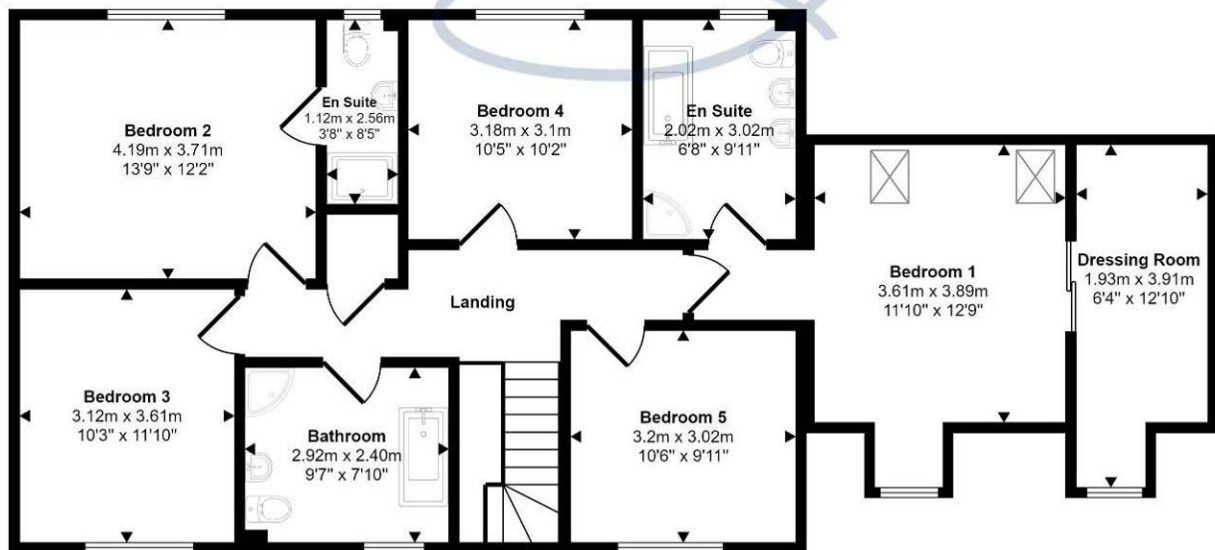 Bedroom 2
4.19m x 3.71m
13'9" x 12'2"
En Suite
1.12m x 2.56m
3'8" x 8'5"
Bedroom 4
3.18m x 3.1m
10'5" x 10'2"
En Suite
2.02m x 3.02m
6'8" x 9'11"
Bedroom 1
3.61m x 3.89m
11'10" x 12'9"
Dressing Room
1.93m x 3.91m
6'4" x 12'10"
Landing
Bedroom 3
3.12m x 3.61m
10'3" x 11'10"
Bathroom
2.92m x 2.40m
9'7" x 7'10"
Bedroom 5
3.2m x 3.02m
10'6" x 9'11"